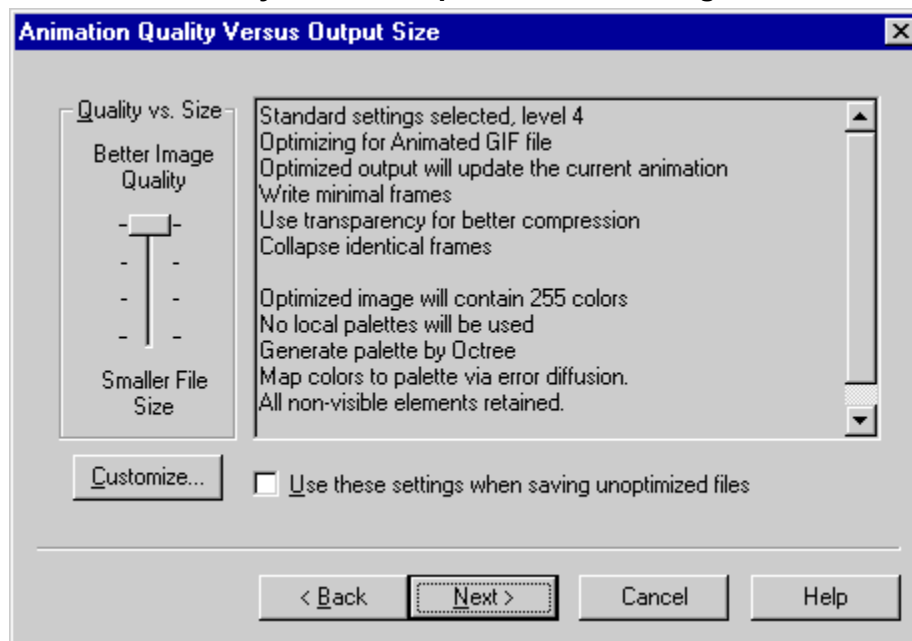 Animation Quality Versus Output Size
Quality vs. Size
Better Image
Quality
Smaller File
Size
Standard settings selected, level 4
Optimizing for Animated GIF file
Optimized output will update the current animation
Write minimal frames
Use transparency for better compression
Collapse identical frames
Optimized image will contain 255 colors
No local palettes will be used
Generate palette by Octree
Map colors to palette via error diffusion.
All non-visible elements retained.
Customize...
Use these settings when saving unoptimized files
< Back
Next >
Cancel
Help